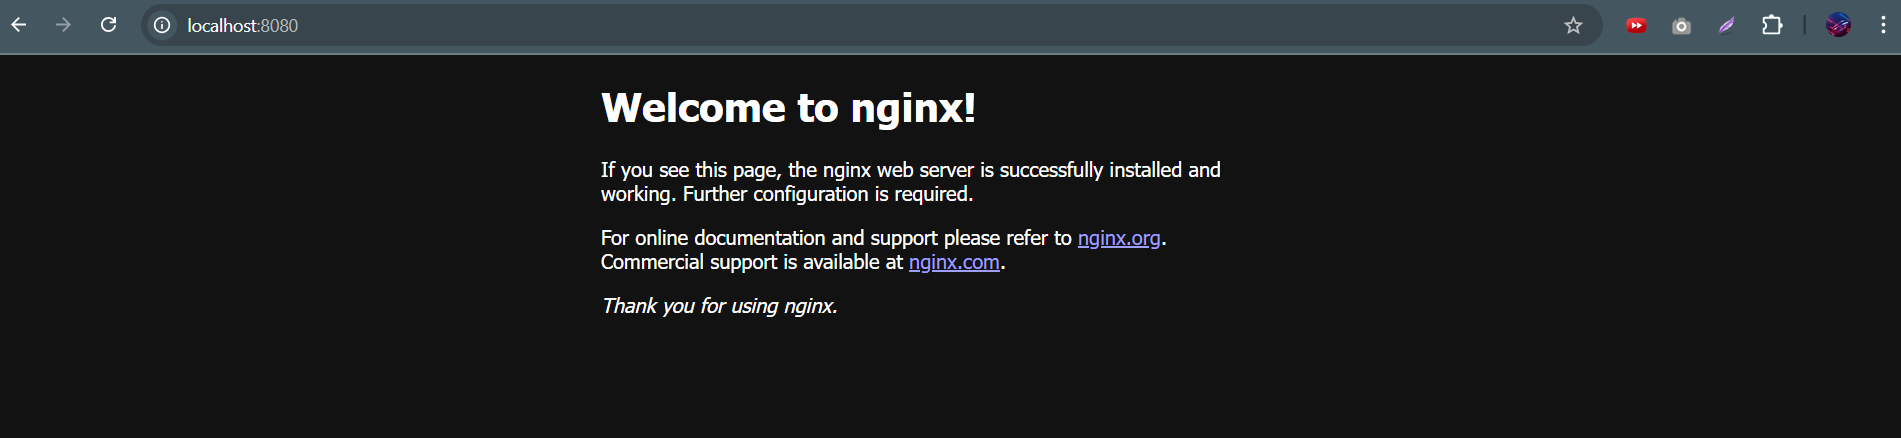 localhost:8080
Welcome to nginx!
If you see this page, the nginx web server is successfully installed and
working. Further configuration is required.
For online documentation and support please refer to nginx.org.
Commercial support is available at nginx.com.
Thank you for using nginx.